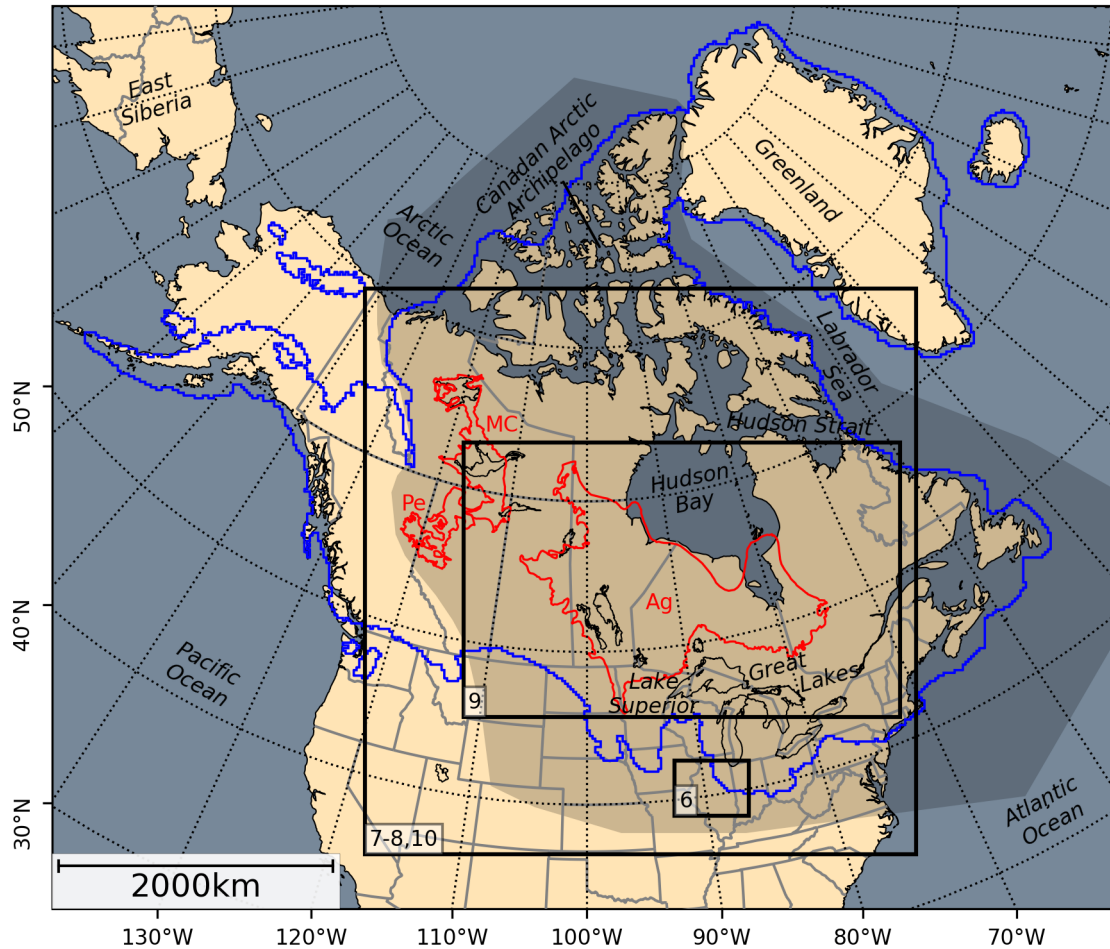 East
Siberia
Canadian Arctic
Archipelago
Arctic
Ocean
Greenland
Labrador
Sea
Hudson Strait
MC
Hudson
Bay
Pe
Ag
Pacific
Ocean
Great
Lakes
Lake
Superior
9
6
7-8,10
Atlantic
Ocean
2000km
50°N
40°N
30°N
130°W
120°W
110°W
100°W
90°W
80°W
70°W